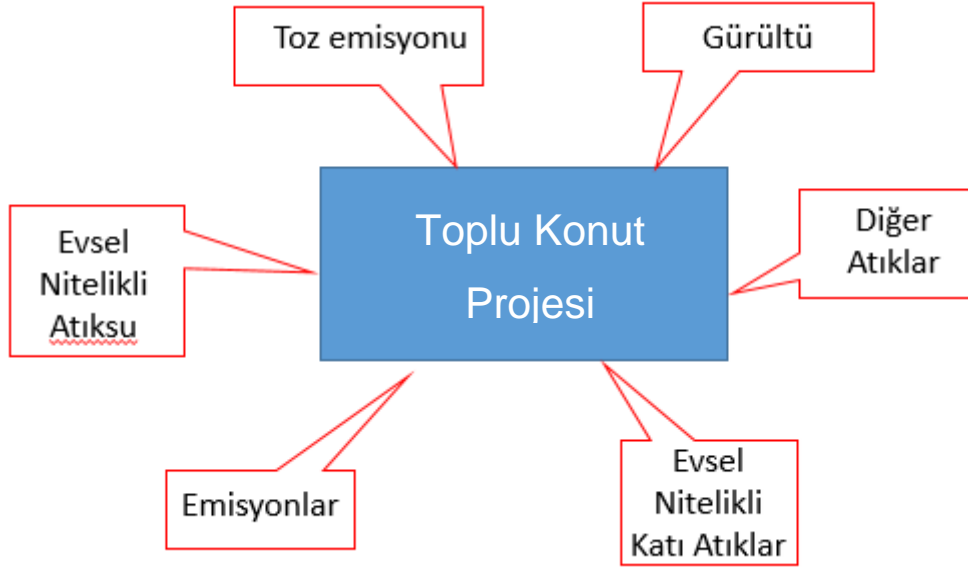 Toz emisyonu
Gürültü
Toplu Konut
Projesi
Evsel
Nitelikli
Atıksu
Diğer
Atıklar
Emisyonlar
Evsel
Nitelikli
Katı Atıklar